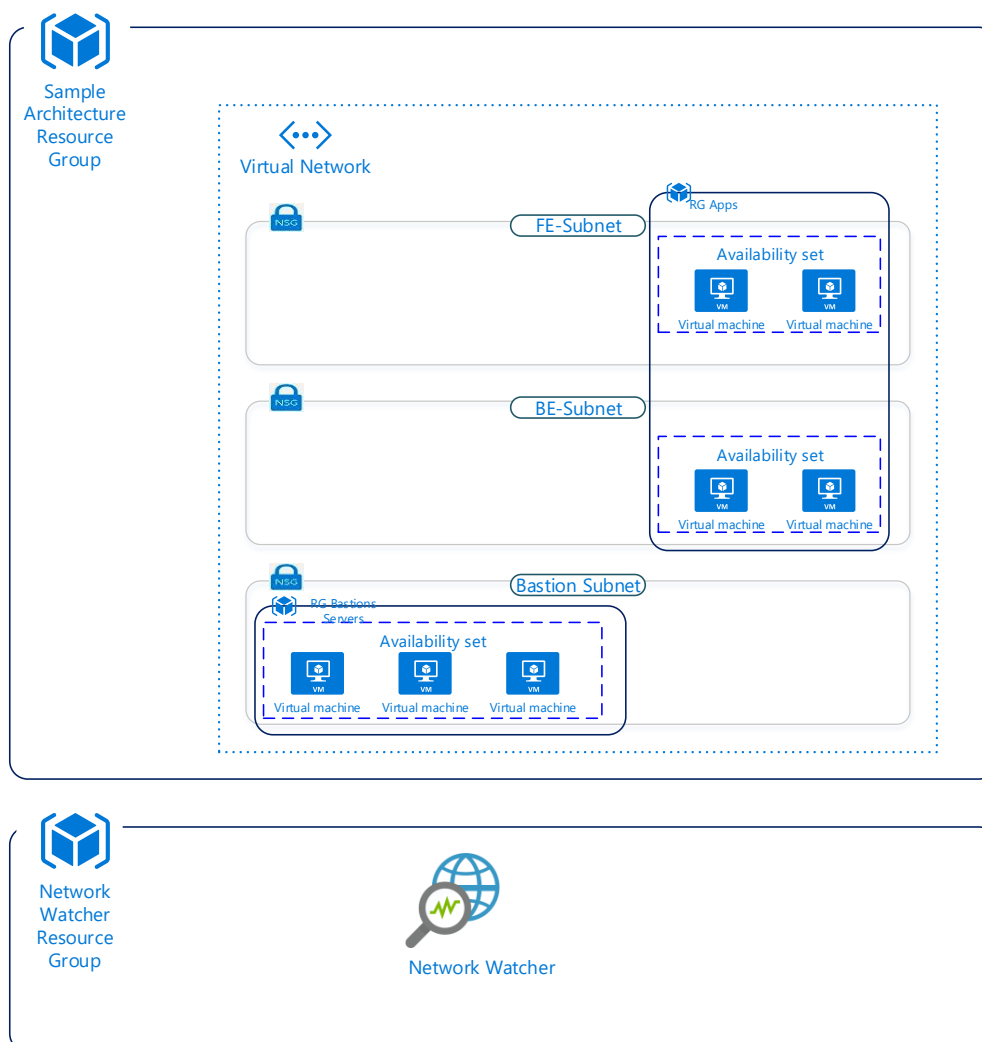 Sample
Architecture
Resource
Group
Virtual Network
RG Apps
NSG
FE-Subnet
Availability set
VM
VM
Virtual machine
Virtual machine
NSG
BE-Subnet
Availability set
VM
VM
Virtual machine
Virtual machine
NSG
Bastion Subnet
RG Bastions
Servers
Availability set
VM
VM
VM
Virtual machine
Virtual machine
Virtual machine
Network
Watcher
Resource
Group
Network Watcher